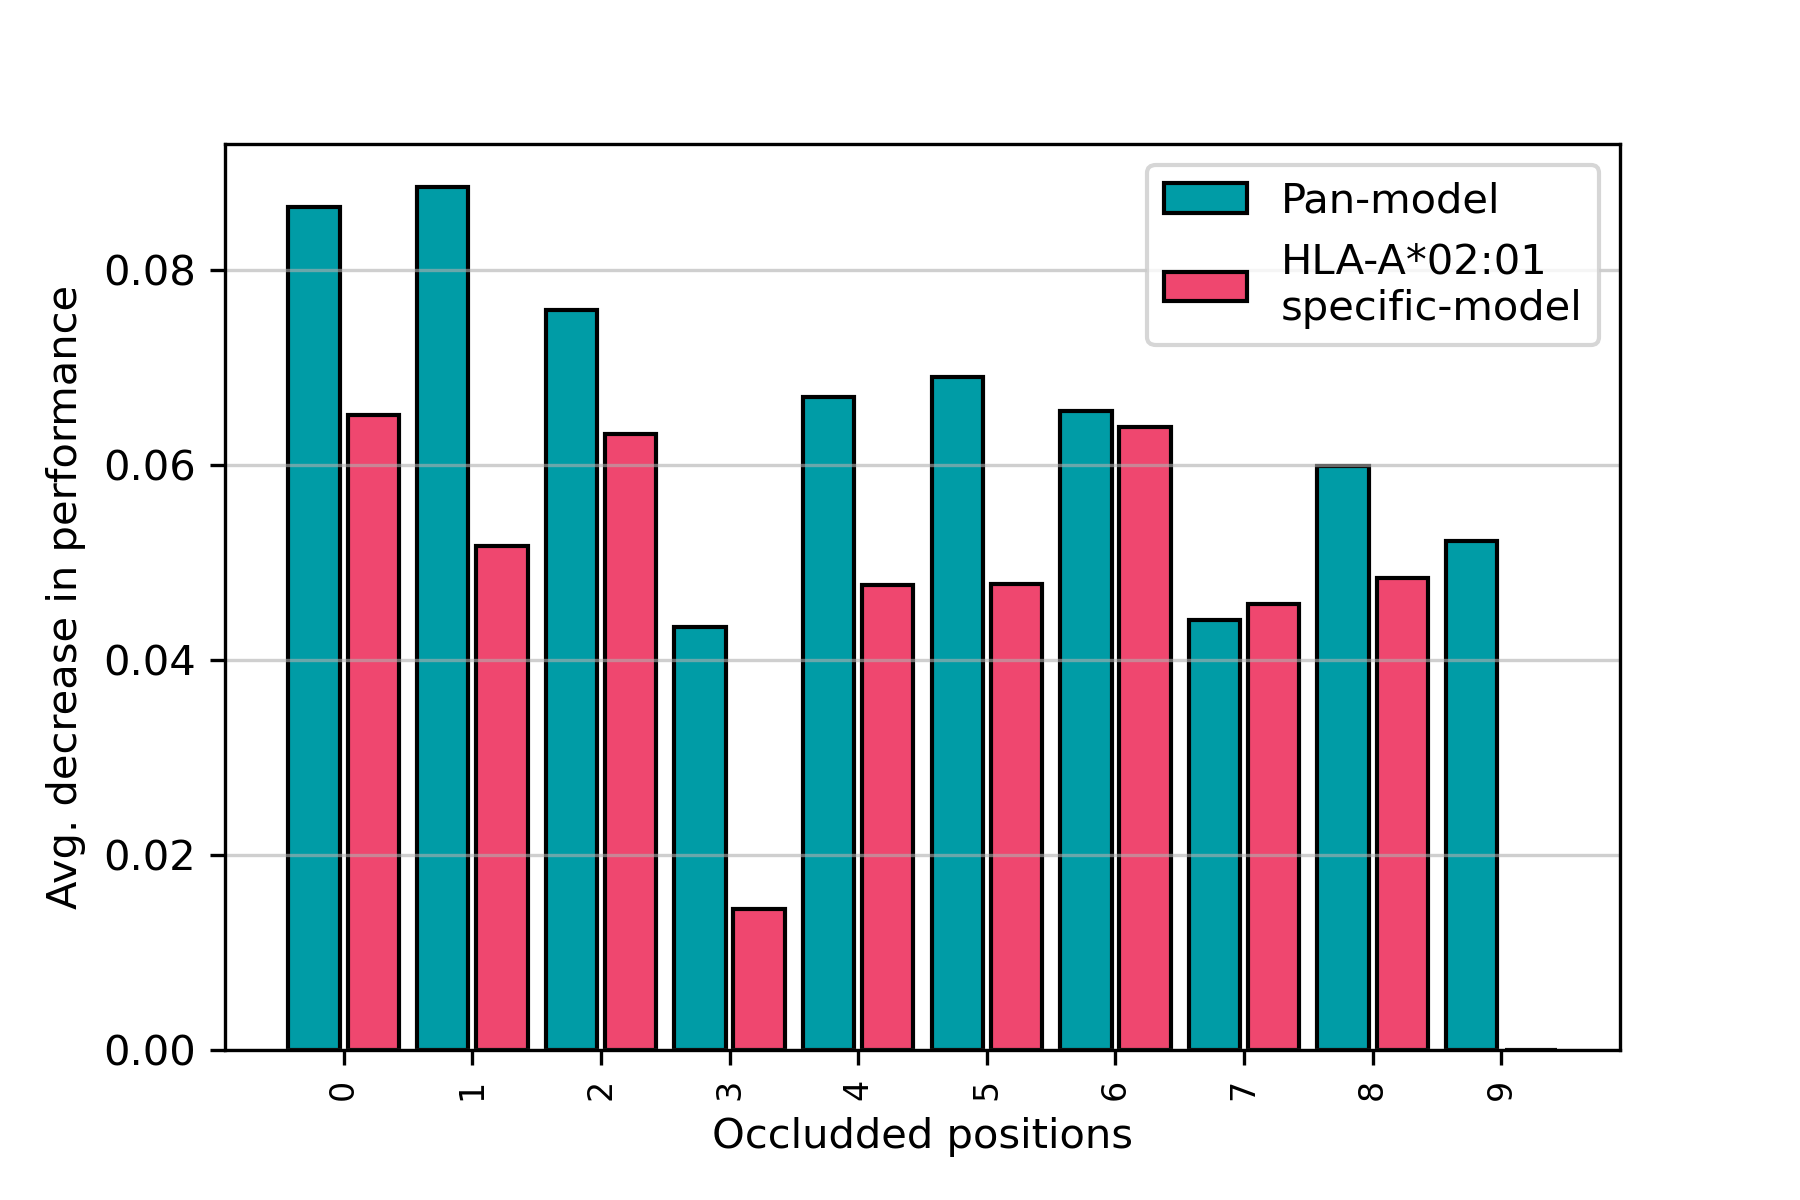 Pan-model
HLA-A*02:01
specific-model
0.08
0.06
0.04
0.02
0.00
Avg. decrease in performance
0 1 2 3 4 5 6 7 8 9
Occludded positions